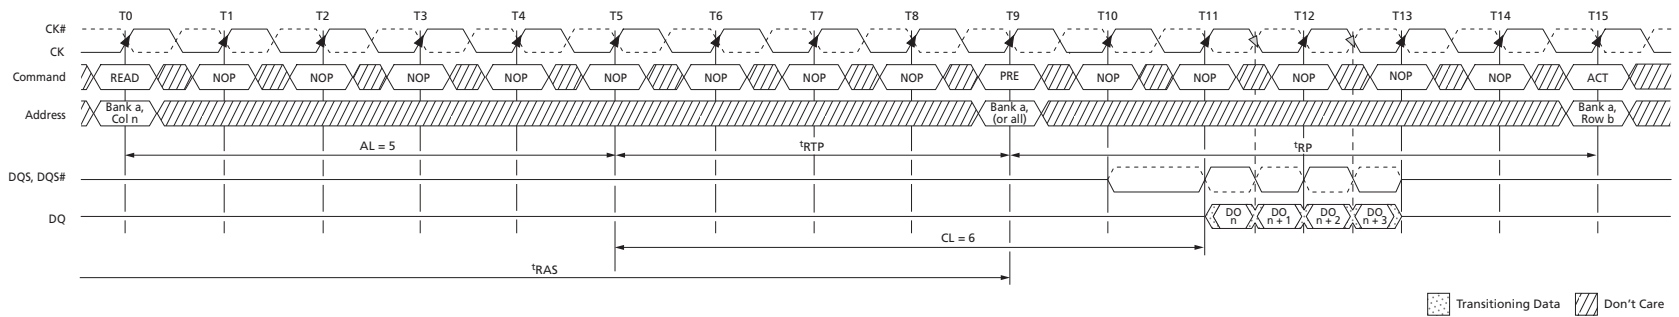 T0 T1 T2 T3 T4 T5 T6 T7 T8 T9 T10 T11 T12 T13 T14 T15
CK#
CK
Command READ NOP NOP NOP NOP NOP NOP NOP NOP PRE NOP NOP NOP NOP NOP ACT
Address Bank a, Col n Bank a, (or all) Bank a, Row b
AL = 5 tRTP tRP
DQS, DQS#
DQ DO n DO n + 1 DO n + 2 DO n + 3
CL = 6
tRAS
Transitioning Data Don't Care